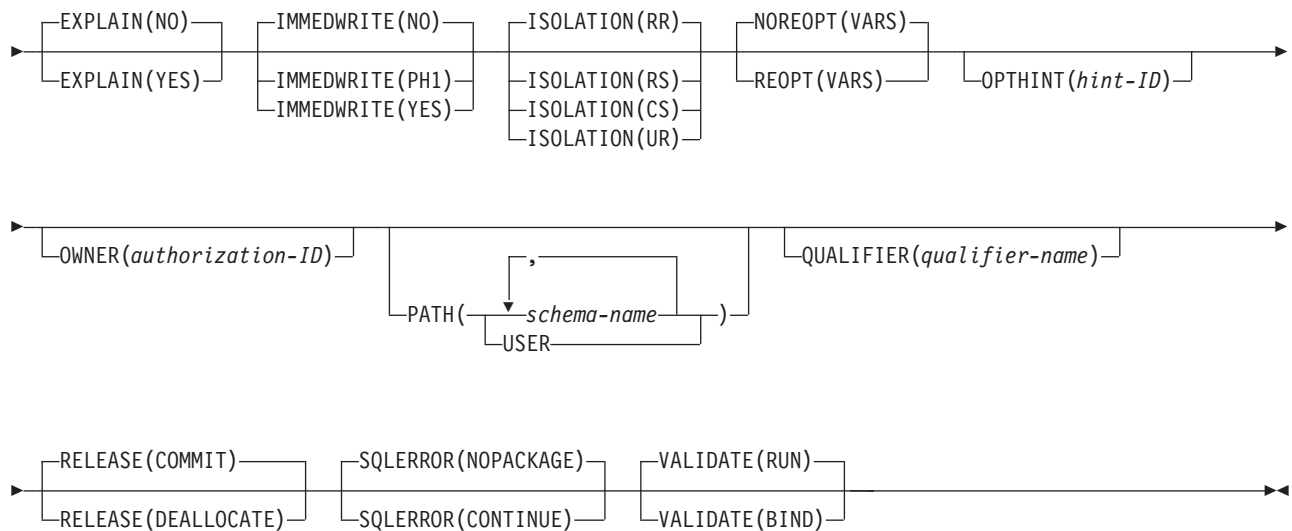 EXPLAIN(NO) IMMEDWRITE(NO) ISOLATION(RR) NOREOPT(VARS)
EXPLAIN(YES) IMMEDWRITE(PH1) ISOLATION(RS) REOPT(VARS) OPTHINT(hint-ID)
IMMEDWRITE(YES) ISOLATION(CS)
ISOLATION(UR)
OWNER(authorization-ID) QUALIFIER(qualifier-name)
,
PATH( schema-name )
USER
RELEASE(COMMIT) SQLERROR(NOPACKAGE) VALIDATE(RUN)
RELEASE(DEALLOCATE) SQLERROR(CONTINUE) VALIDATE(BIND)